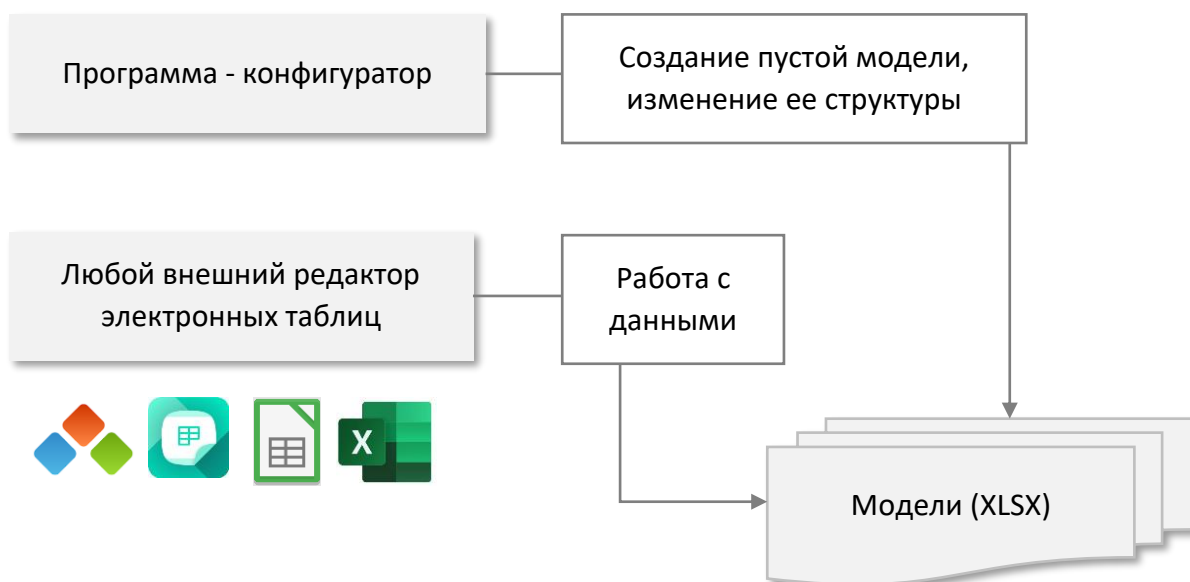 Программа - конфигуратор
Создание пустой модели,
изменение ее структуры
Любой внешний редактор
электронных таблиц
Работа с
данными
X
Модели (XLSX)